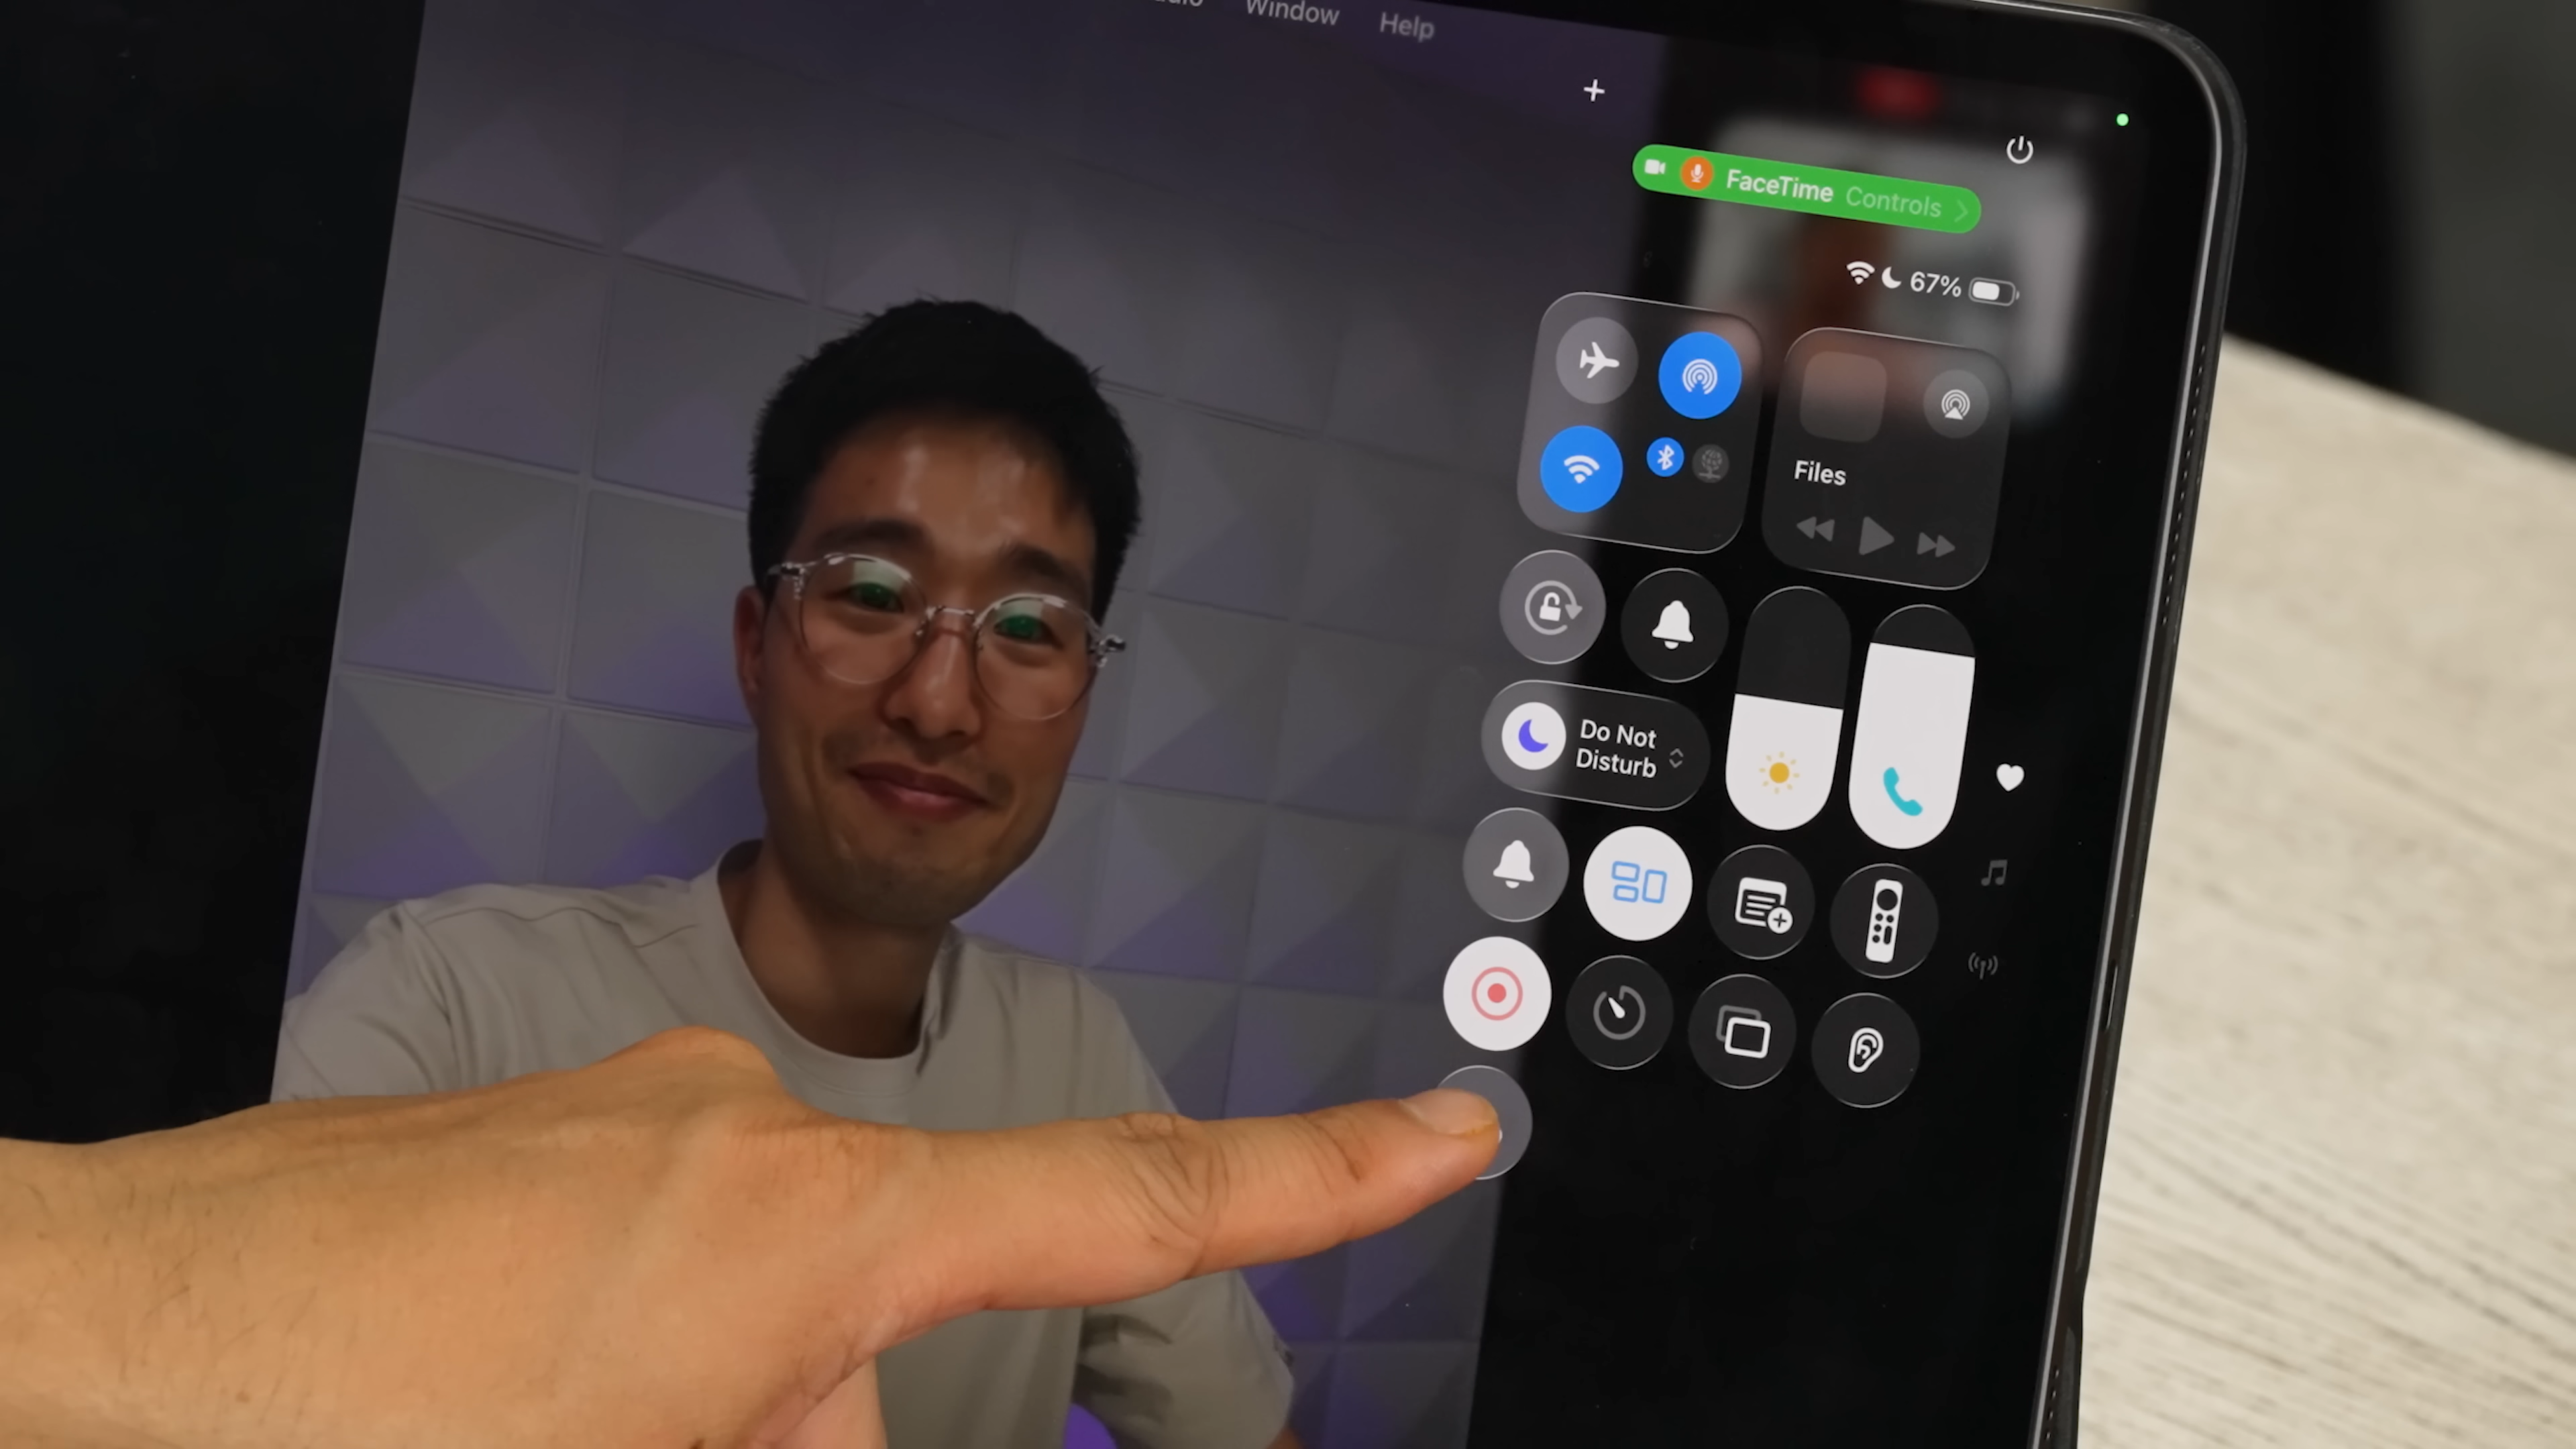 Window Help
FaceTime Controls
67%
Files
Do Not
Disturb